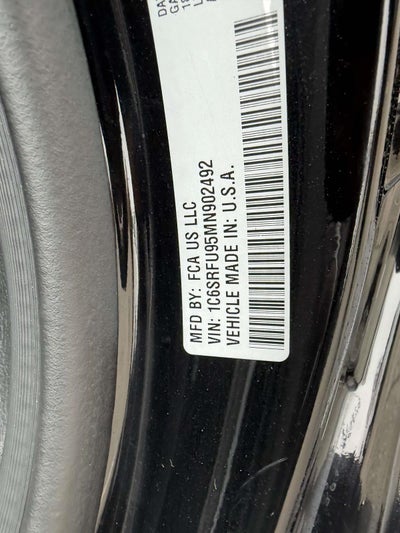 MFD BY: FCA US LLC
VIN: 1C6SRFU95MN902492
VEHICLE MADE IN: U.S.A.